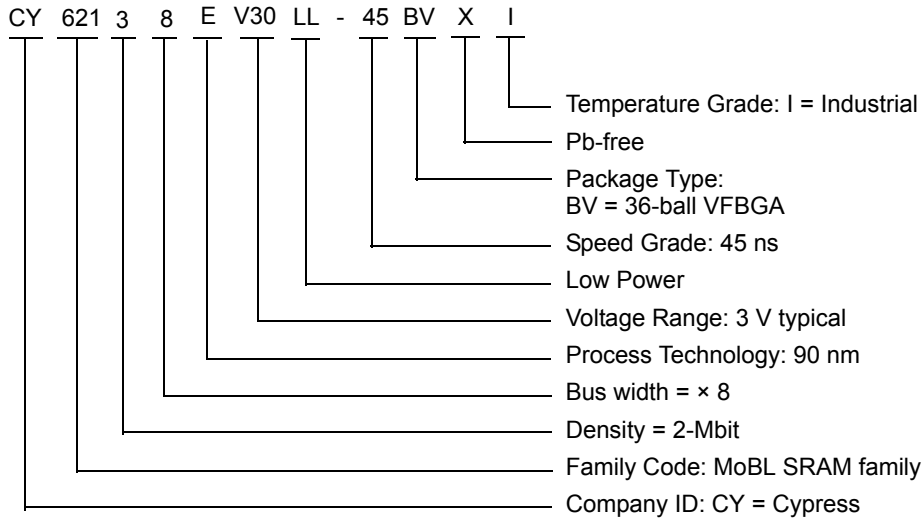 CY 621 3 8 E V30 LL - 45 BV X I
Temperature Grade: I = Industrial
Pb-free
Package Type:
BV = 36-ball VFBGA
Speed Grade: 45 ns
Low Power
Voltage Range: 3 V typical
Process Technology: 90 nm
Bus width = × 8
Density = 2-Mbit
Family Code: MoBL SRAM family
Company ID: CY = Cypress